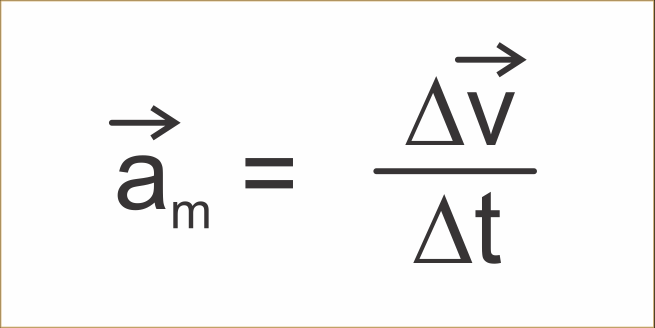 a⃗ₘ = Δv⃗ / Δt